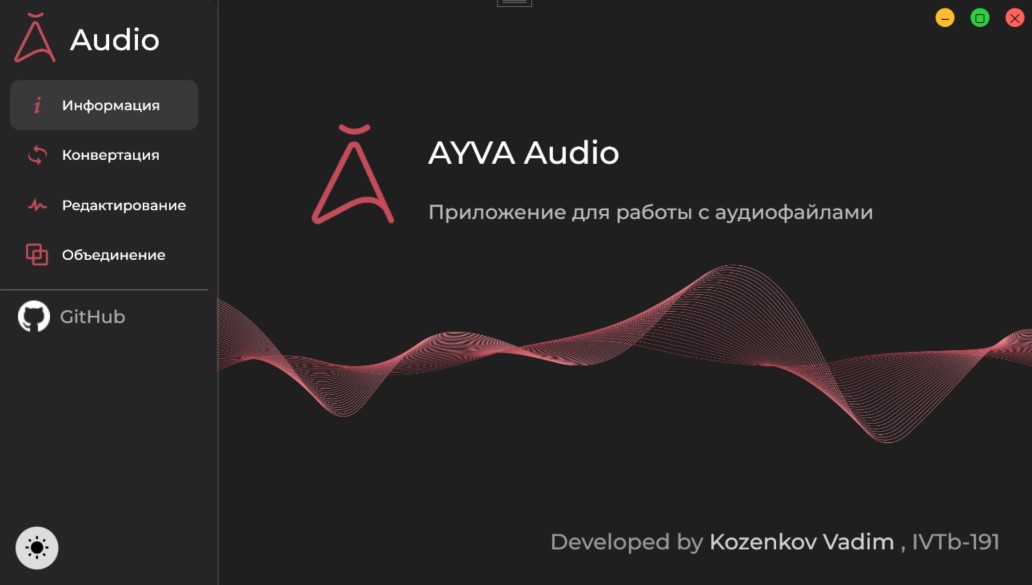 Audio
Информация
Конвертация
Редактирование
Объединение
GitHub
AYVA Audio
Приложение для работы с аудиофайлами
Developed by Kozenkov Vadim , IVTb-191